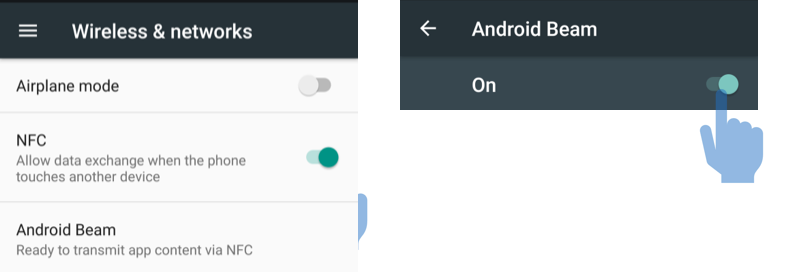 Wireless & networks
Airplane mode
NFC
Allow data exchange when the phone
touches another device
Android Beam
Ready to transmit app content via NFC
Android Beam
On